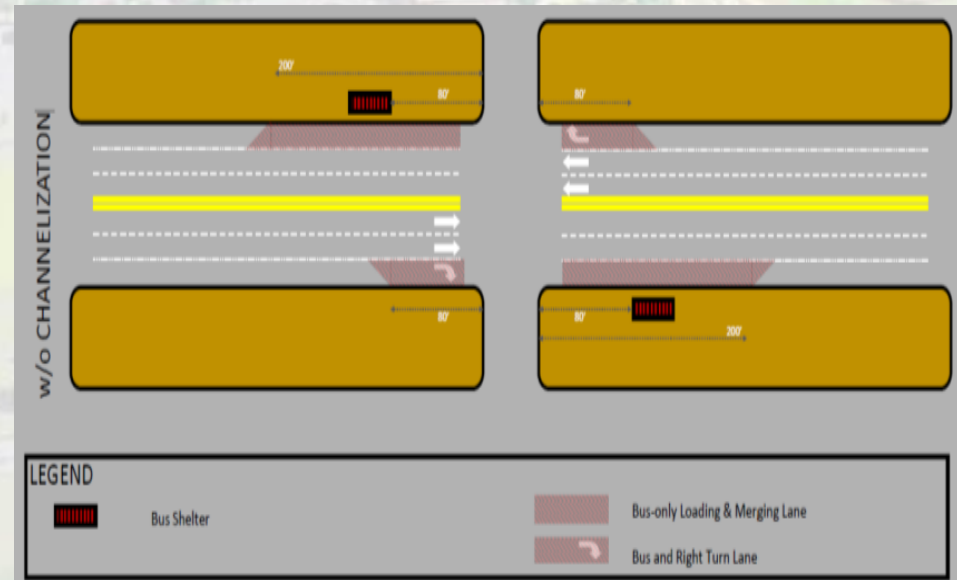 w/o CHANNELIZATION
200'
80'
80'
80'
80'
200'
LEGEND
Bus Shelter
Bus-only Loading & Merging Lane
Bus and Right Turn Lane